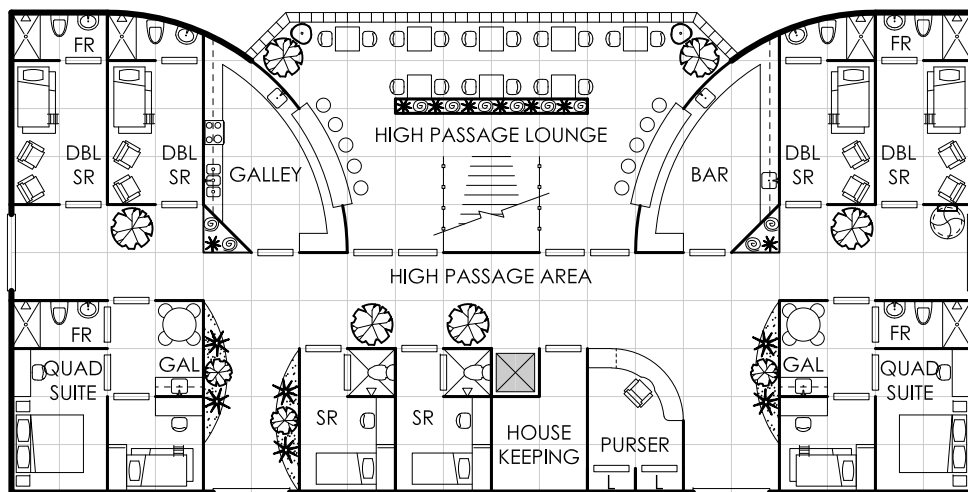 FR
FR
HIGH PASSAGE LOUNGE
DBL
SR
DBL
SR
GALLEY
BAR
DBL
SR
DBL
SR
HIGH PASSAGE AREA
FR
GAL
QUAD
SUITE
GAL
FR
QUAD
SUITE
SR
SR
HOUSE
KEEPING
PURSER
L
L